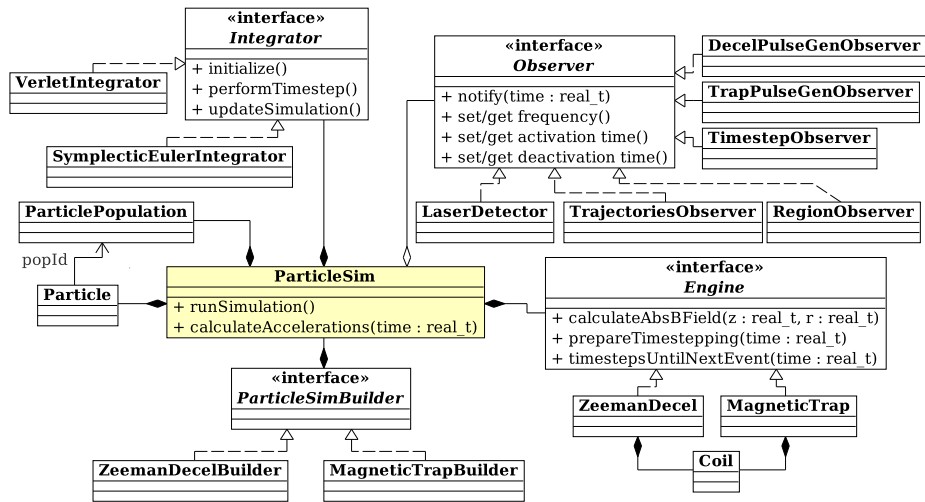 «interface»
Integrator
+ initialize()
+ performTimestep()
+ updateSimulation()
VerletIntegrator
SymplecticEulerIntegrator
«interface»
Observer
+ notify(time : real_t)
+ set/get frequency()
+ set/get activation time()
+ set/get deactivation time()
DecelPulseGenObserver
TrapPulseGenObserver
TimestepObserver
LaserDetector
TrajectoriesObserver
RegionObserver
ParticlePopulation
popId
Particle
ParticleSim
+ runSimulation()
+ calculateAccelerations(time : real_t)
«interface»
Engine
+ calculateAbsBField(z : real_t, r : real_t)
+ prepareTimestepping(time : real_t)
+ timestepsUntilNextEvent(time : real_t)
«interface»
ParticleSimBuilder
ZeemanDecelBuilder
MagneticTrapBuilder
ZeemanDecel
MagneticTrap
Coil